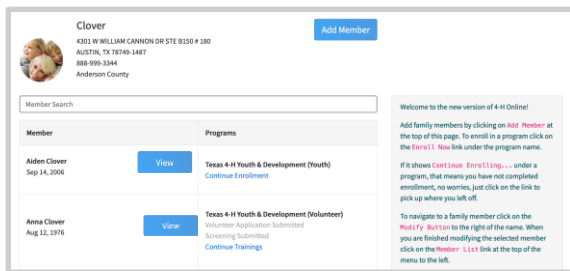 Clover
Add Member
4301 W WILLIAM CANNON DR STE B150 # 180
AUSTIN, TX 78749-1487
888-999-3344
Anderson County
Member Search
Member
Programs
Aiden Clover
Sep 14, 2006
View
Texas 4-H Youth & Development (Youth)
Continue Enrollment
Anna Clover
Aug 12, 1976
View
Texas 4-H Youth & Development (Volunteer)
Volunteer Application Submitted
Screening Submitted
Continue Trainings
Welcome to the new version of 4-H Online!
Add family members by clicking on Add Member at
the top of this page. To enroll in a program click on
the Enroll Now link under the program name.
If it shows Continue Enrolling... under a
program, that means you have not completed
enrollment, no worries, just click on the link to
pick up where you left off.
To navigate to a family member click on the
Modify Button to the right of the name. When
you are finished modifying the selected member
click on the Member List link at the top of the
menu to the left.